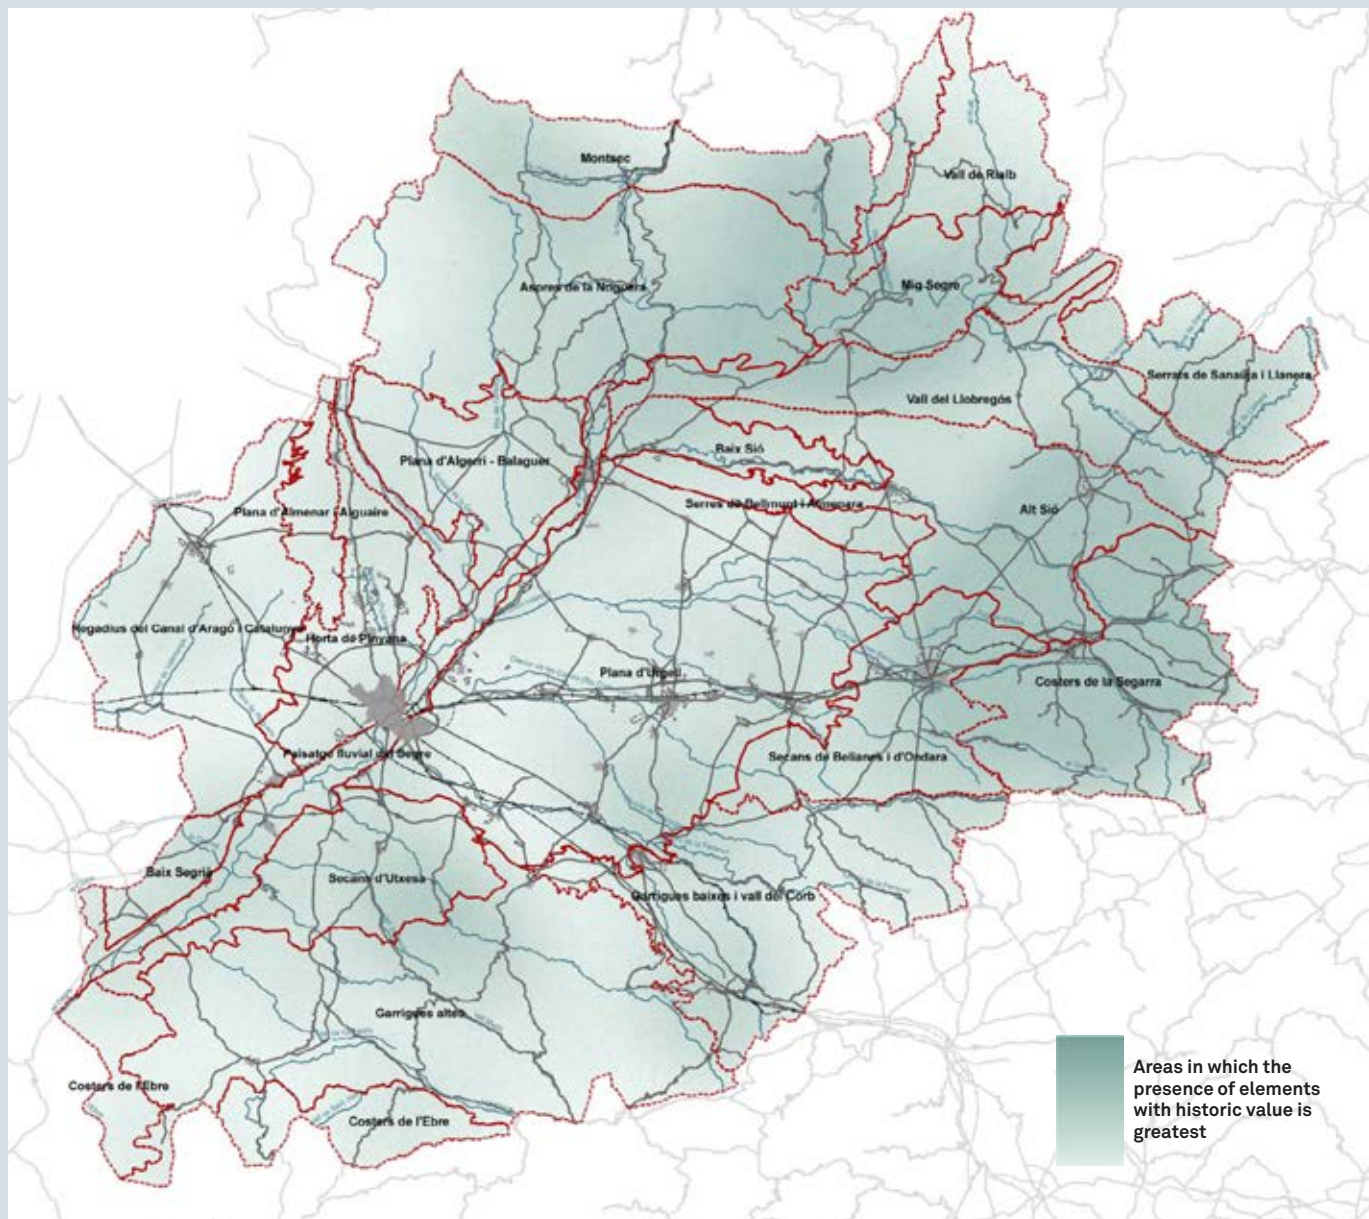 Montsec
Vall de Rialb
Aspres de la Noguera
Mig Segre
Serrats de Sanaüja i Llanera
Vall del Llobregós
Baix Sió
Plana d'Algerri - Balaguer
Serres de Bellmunt i Almenara
Plana d'Almenar i Alguaire
Alt Sió
Regadius del Canal d'Aragó i Catalunya
Horta de Pinyana
Plana d'Urgell
Costers de la Segarra
Paisatge fluvial del Segre
Secans de Belianes i d'Ondara
Baix Segrià
Secans d'Utxesa
Garrigues baixes i vall del Corb
Garrigues altes
Costers de l'Ebre
Costers de l'Ebre
Areas in which the
presence of elements
with historic value is
greatest